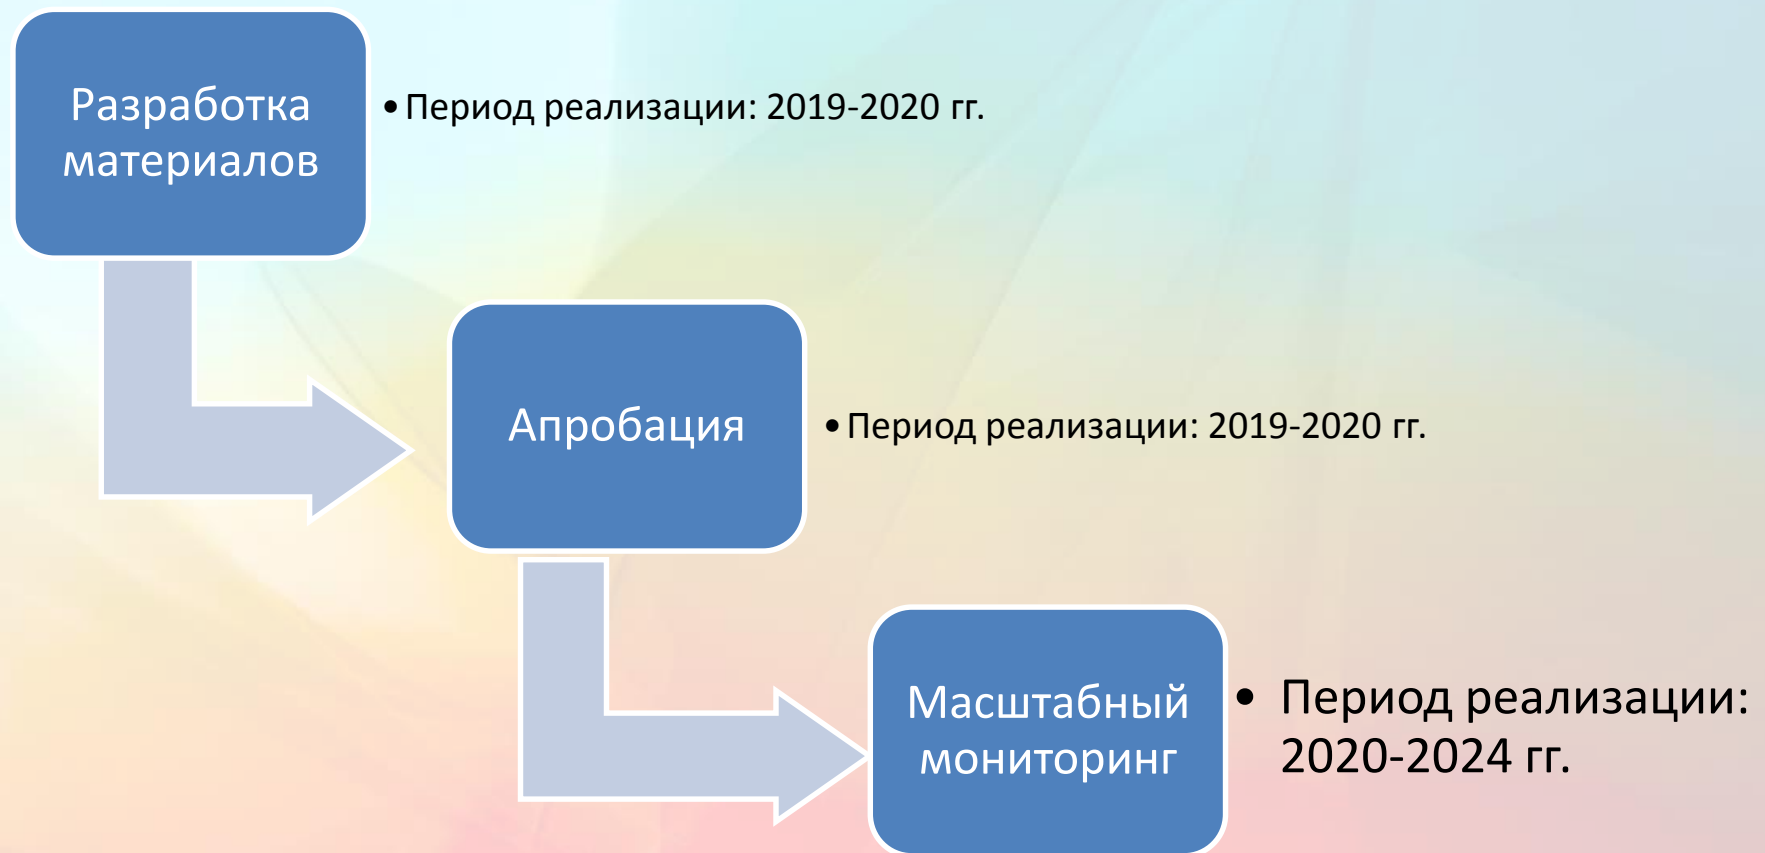 Разработка
материалов
• Период реализации: 2019-2020 гг.
Апробация
• Период реализации: 2019-2020 гг.
Масштабный
мониторинг
• Период реализации:
2020-2024 гг.